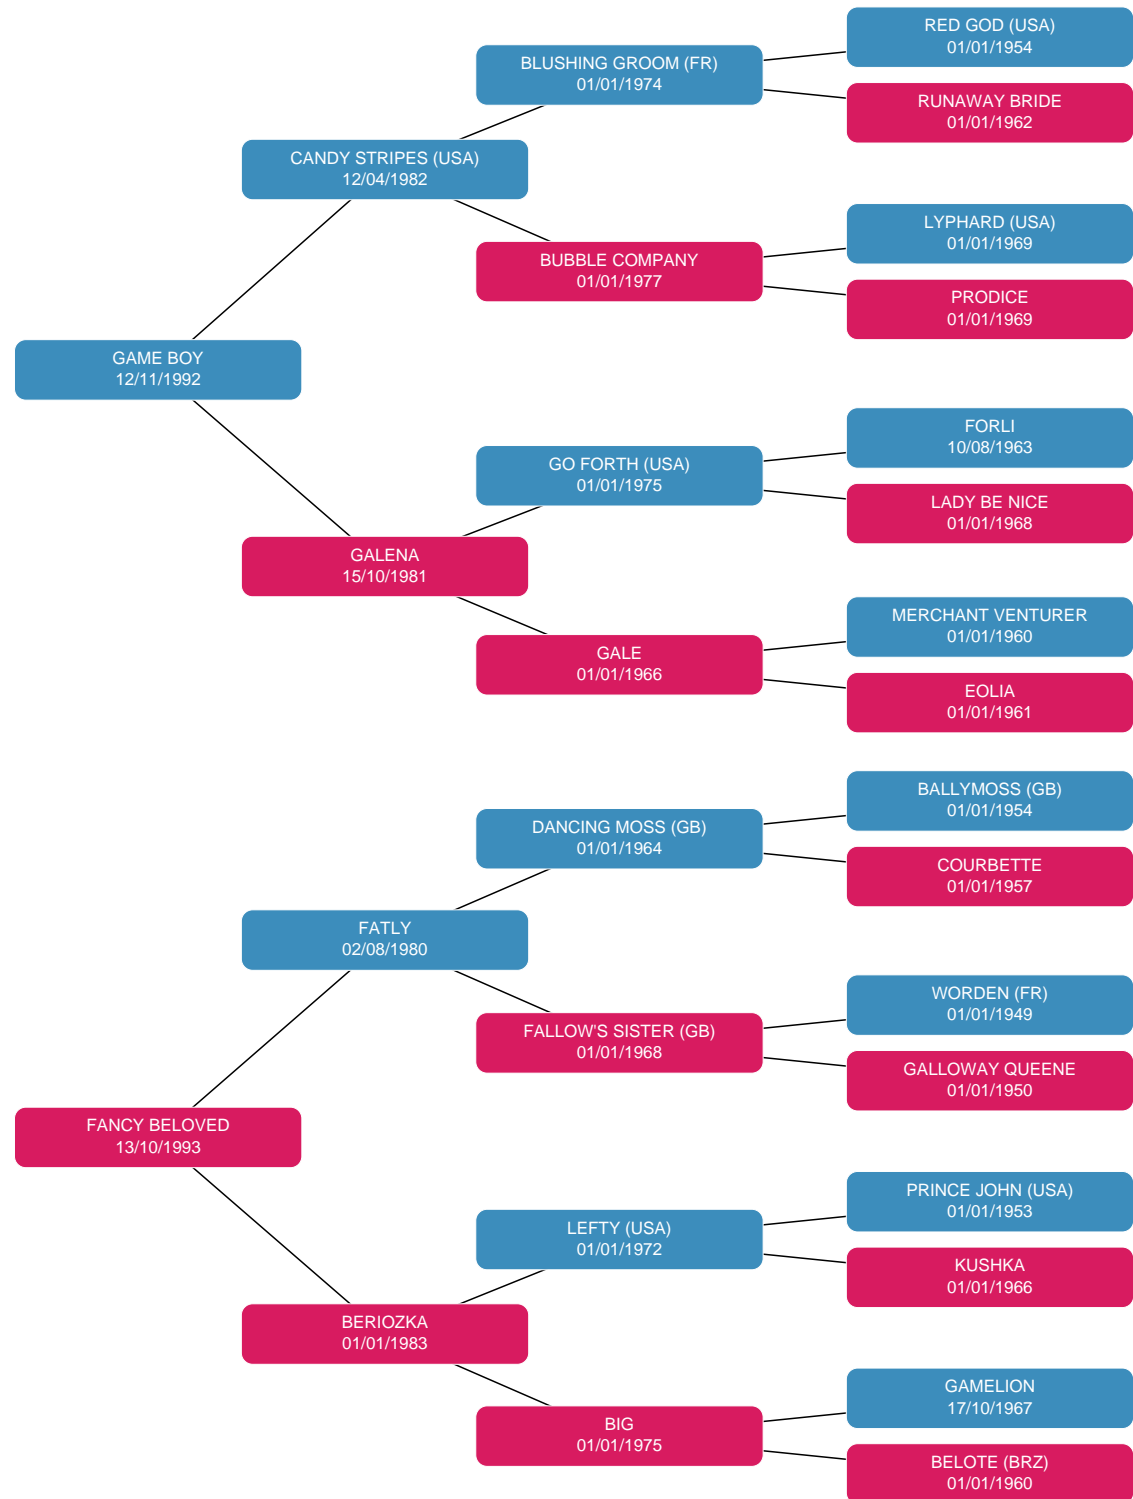 RED GOD (USA)
01/01/1954
BLUSHING GROOM (FR)
01/01/1974
RUNAWAY BRIDE
01/01/1962
CANDY STRIPES (USA)
12/04/1982
LYPHARD (USA)
01/01/1969
BUBBLE COMPANY
01/01/1977
PRODICE
01/01/1969
GAME BOY
12/11/1992
FORLI
10/08/1963
GO FORTH (USA)
01/01/1975
LADY BE NICE
01/01/1968
GALENA
15/10/1981
MERCHANT VENTURER
01/01/1960
GALE
01/01/1966
EOLIA
01/01/1961
BALLYMOSS (GB)
01/01/1954
DANCING MOSS (GB)
01/01/1964
COURBETTE
01/01/1957
FATLY
02/08/1980
WORDEN (FR)
01/01/1949
FALLOW'S SISTER (GB)
01/01/1968
GALLOWAY QUEENE
01/01/1950
FANCY BELOVED
13/10/1993
PRINCE JOHN (USA)
01/01/1953
LEFTY (USA)
01/01/1972
KUSHKA
01/01/1966
BERIOZKA
01/01/1983
GAMELION
17/10/1967
BIG
01/01/1975
BELOTE (BRZ)
01/01/1960